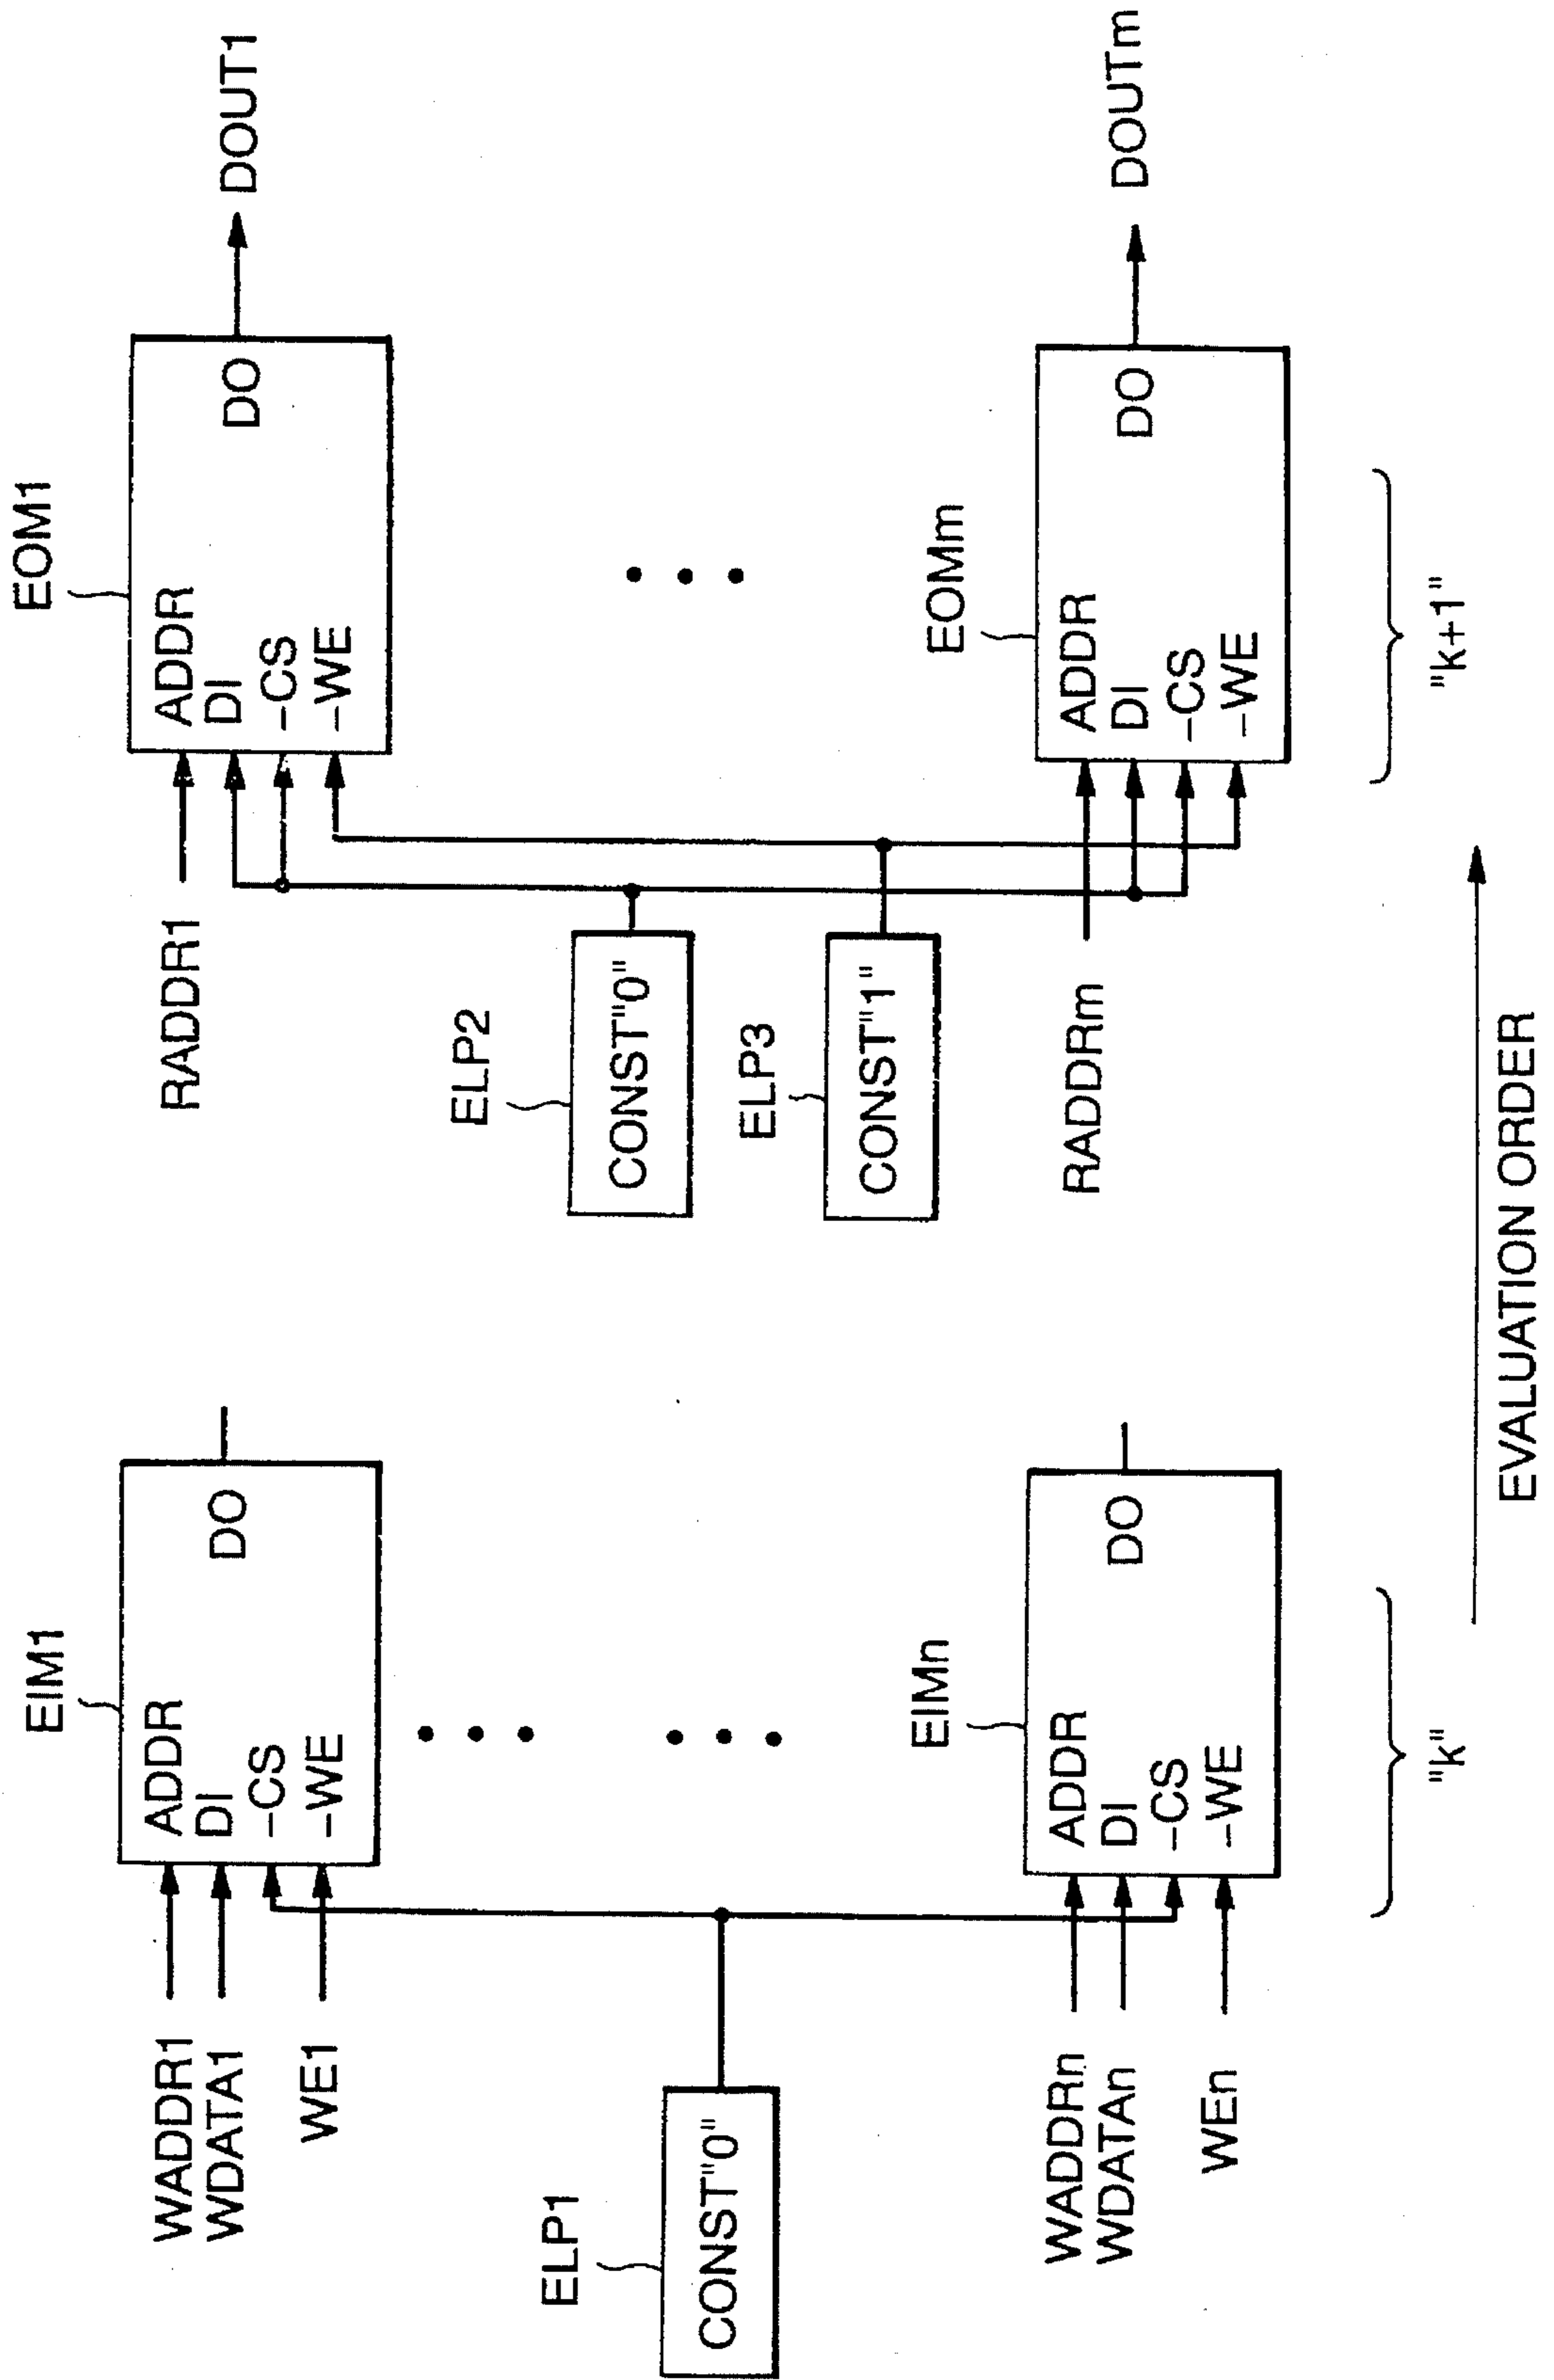 WADDR1
WDATA1
WE1
EIM1
ADDR
DI
-CS
-WE
DO
ELP1
CONST"0"
WADDRn
WDATAn
WEn
EIMn
ADDR
DI
-CS
-WE
DO
"k"
RADDR1
EOM1
ADDR
DI
-CS
-WE
DO
DOUT1
ELP2
CONST"0"
ELP3
CONST"1"
RADDRm
EOMm
ADDR
DI
-CS
-WE
DO
DOUTm
"k+1"
EVALUATION ORDER